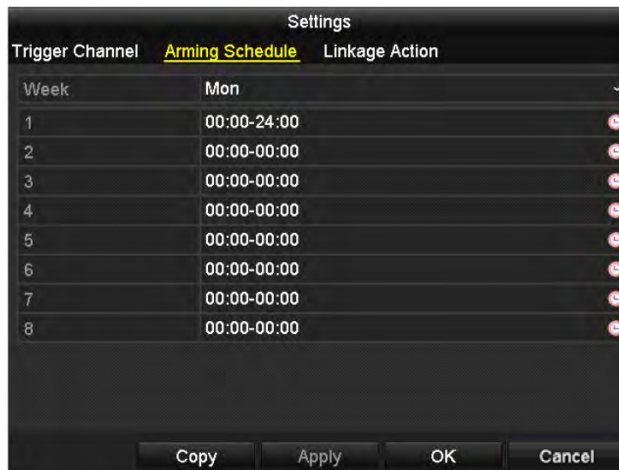 Settings
Trigger Channel Arming Schedule Linkage Action
Week Mon
1 00:00-24:00
2 00:00-00:00
3 00:00-00:00
4 00:00-00:00
5 00:00-00:00
6 00:00-00:00
7 00:00-00:00
8 00:00-00:00
Copy Apply OK Cancel